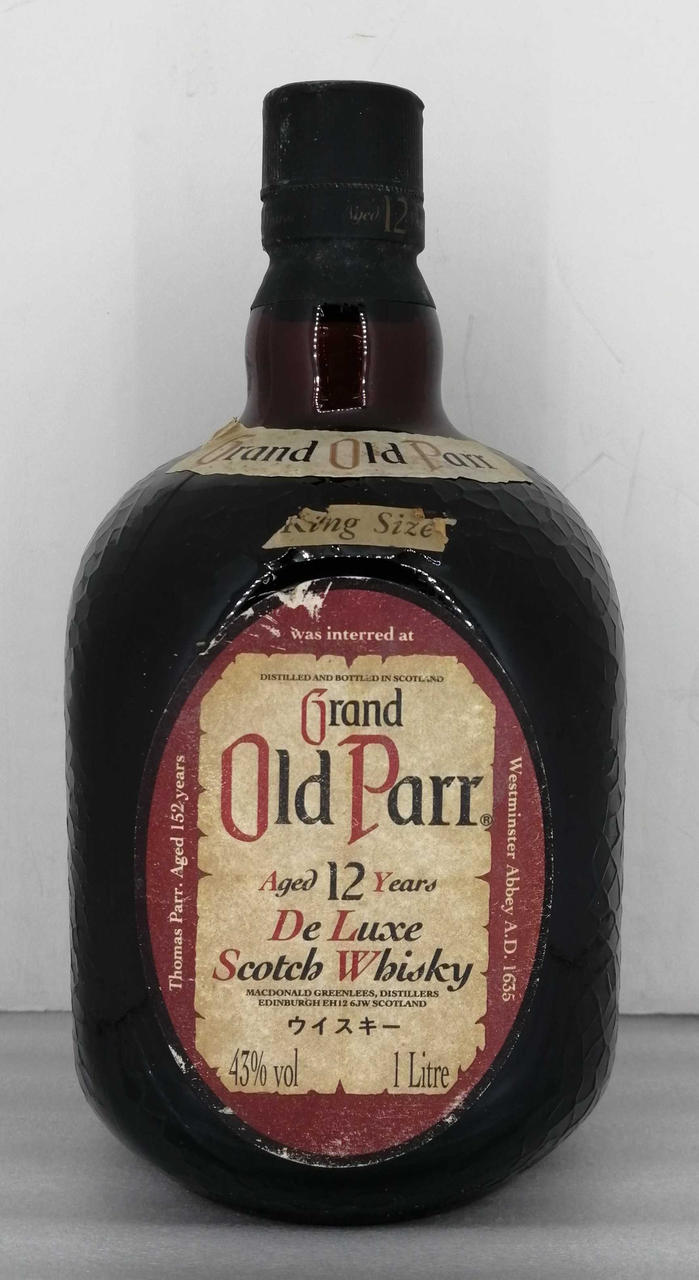 Aged 12
Grand Old Parr
King Size
was interred at
DISTILLED AND BOTTLED IN SCOTLAND
Grand
Old Parr®
Aged 12 Years
De Luxe
Scotch Whisky
MACDONALD GREENLEES, DISTILLERS
EDINBURGH EH12 6JW SCOTLAND
ウイスキー
43% vol 1 Litre
Thomas Parr. Aged 152 years
Westminster Abbey A.D. 1635